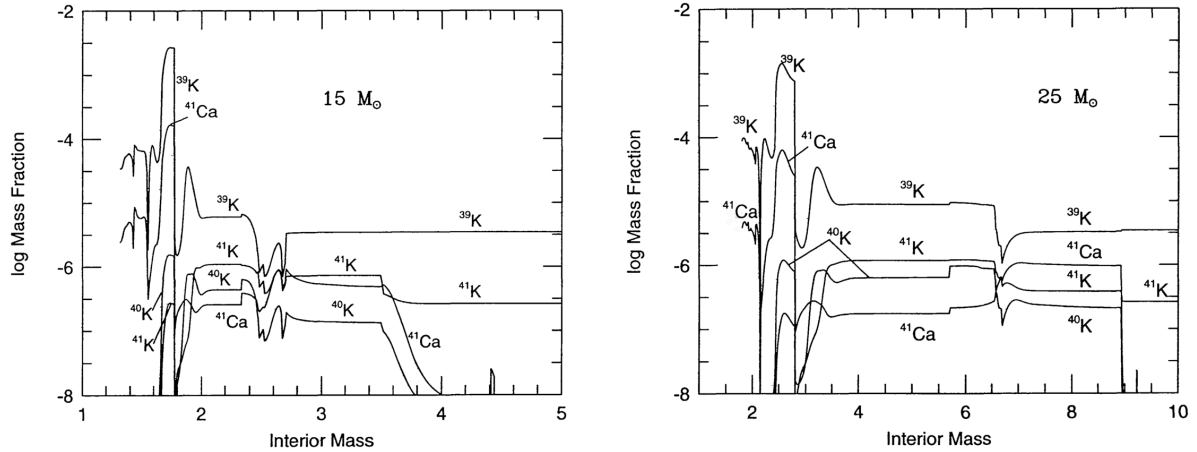 -2
-4
-6
-8
1
2
3
4
5
log Mass Fraction
Interior Mass
15 M⊙
³⁹K
⁴¹Ca
³⁹K
⁴¹K
⁴⁰K
⁴¹Ca
⁴⁰K
⁴¹K
³⁹K
⁴¹K
⁴¹K
⁴⁰K
⁴¹Ca
-2
-4
-6
-8
2
4
6
8
10
log Mass Fraction
Interior Mass
25 M⊙
³⁹K
³⁹K
⁴¹Ca
⁴¹Ca
³⁹K
⁴⁰K
⁴¹K
⁴¹Ca
³⁹K
⁴¹Ca
⁴¹K
⁴¹K
⁴⁰K